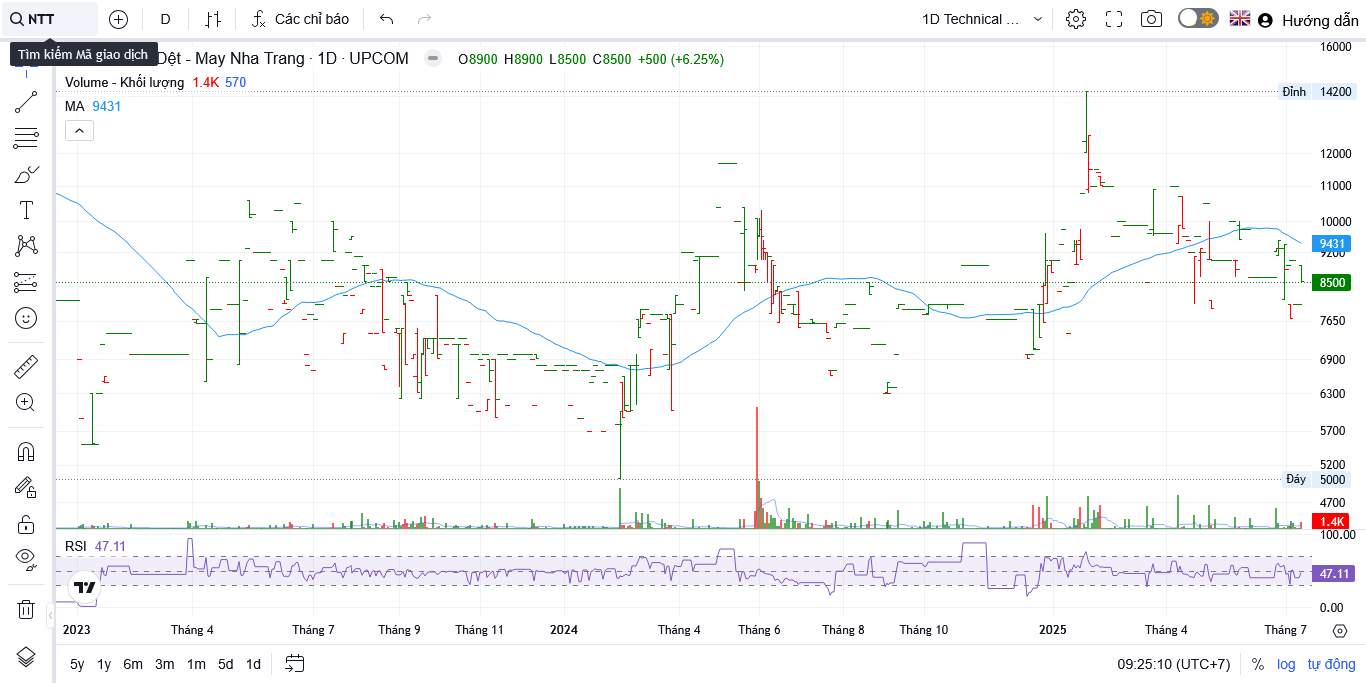 NTT
D
Các chỉ báo
1D Technical ...
Hướng dẫn
Tìm kiếm Mã giao dịch
Dệt - May Nha Trang · 1D · UPCOM
O8900 H8900 L8500 C8500 +500 (+6.25%)
Volume - Khối lượng 1.4K 570
MA 9431
16000
Đỉnh 14200
12000
11000
10000
9431
9200
8500
7650
6900
6300
5700
5200
Đáy 5000
4700
1.4K
RSI 47.11
100.00
47.11
0.00
2023 Tháng 4 Tháng 7 Tháng 9 Tháng 11 2024 Tháng 4 Tháng 6 Tháng 8 Tháng 10 2025 Tháng 4 Tháng 7
5y 1y 6m 3m 1m 5d 1d
09:25:10 (UTC+7) % log tự động